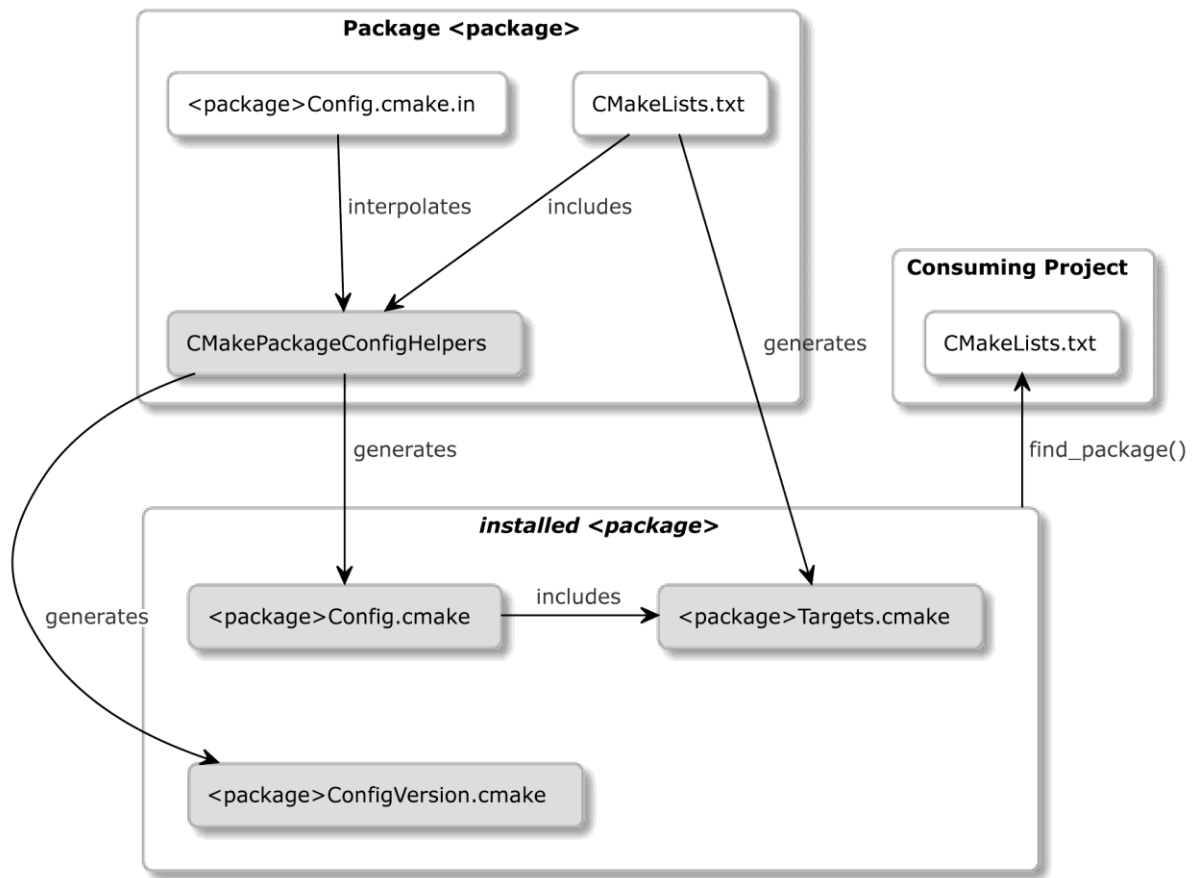 Package <package>
<package>Config.cmake.in
CMakeLists.txt
interpolates
includes
Consuming Project
CMakePackageConfigHelpers
generates
CMakeLists.txt
generates
find_package()
installed <package>
<package>Config.cmake
includes
<package>Targets.cmake
generates
<package>ConfigVersion.cmake